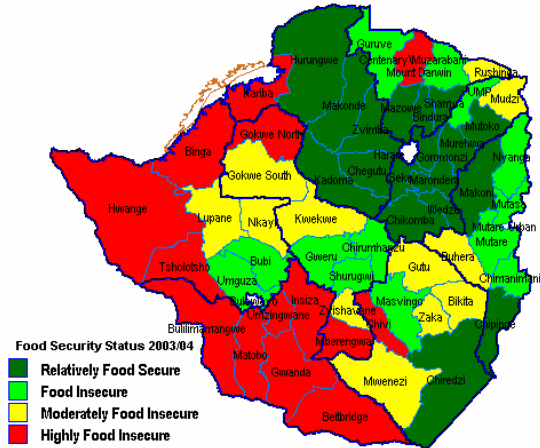 Guruve
Hurungwe
Centenary
Muzarabani
Mount Darwin
Rushinga
Kariba
UMP
Mudzi
Makonde
Mazowe
Shamva
Bindura
Mutoko
Gokwe North
Zvimba
Murehwa
Binga
Harare
Goromonzi
Nyanga
Chegutu
Gokwe South
Kadoma
Seke
Marondera
Makoni
Hwange
Wedza
Mutasa
Lupane
Nkayi
Kwekwe
Chikomba
Mutare Urban
Chirumhanzu
Buhera
Mutare
Tsholotsho
Bubi
Gweru
Gutu
Umguza
Shurugwi
Chimanimani
Bulawayo
Insiza
Zvishavane
Masvingo
Bikita
Umzingwane
Zaka
Chivi
Chipinge
Bulilimamangwe
Mberengwa
Food Security Status 2003/04
Matobo
Relatively Food Secure
Gwanda
Mwenezi
Chiredzi
Food Insecure
Moderately Food Insecure
Beitbridge
Highly Food Insecure